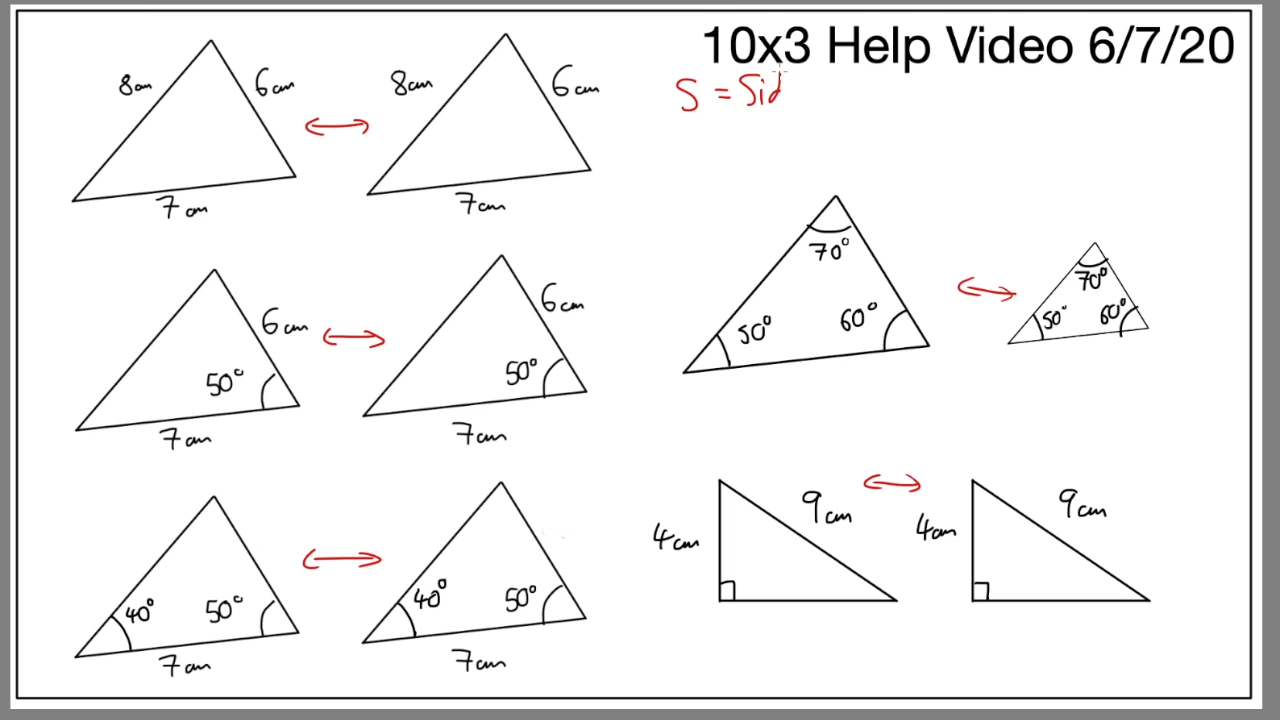 10x3 Help Video 6/7/20
S = Sid
8cm 6cm
7cm
8cm 6cm
7cm
6cm
50°
7cm
6cm
50°
7cm
40° 50°
7cm
40° 50°
7cm
70°
50° 60°
70°
50° 60°
4cm 9cm
4cm 9cm